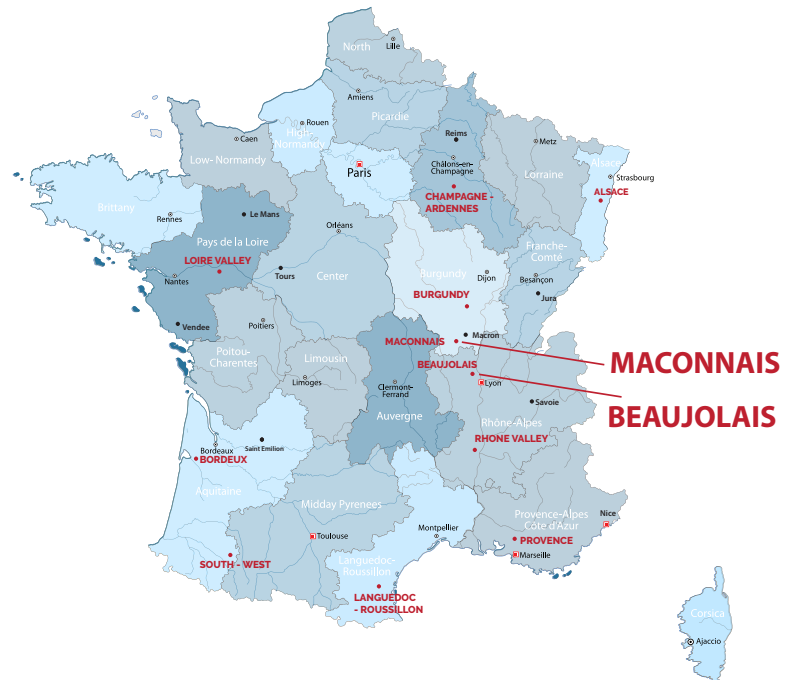 North
Lille
Amiens
Picardie
Rouen
High-
Normandy
Caen
Low-Normandy
Reims
Châlons-en-
Champagne
CHAMPAGNE -
ARDENNES
Metz
Lorraine
Alsace
Strasbourg
ALSACE
Paris
Brittany
Rennes
Le Mans
Pays de la Loire
LOIRE VALLEY
Nantes
Vendee
Orléans
Tours
Center
Burgundy
Dijon
BURGUNDY
Franche-
Comté
Besançon
Jura
Macron
MACONNAIS
BEAUJOLAIS
MACONNAIS
BEAUJOLAIS
Poitiers
Poitou-
Charentes
Limousin
Limoges
Clermont-
Ferrand
Auvergne
Lyon
Savoie
Rhône-Alpes
RHONE VALLEY
Bordeaux
Saint Emilion
BORDEUX
Aquitaine
Midday Pyrenees
Toulouse
SOUTH - WEST
Montpellier
Languedoc-
Roussillon
LANGUEDOC
- ROUSSILLON
Provence-Alpes
Côte d'Azur
Nice
PROVENCE
Marseille
Corsica
Ajaccio